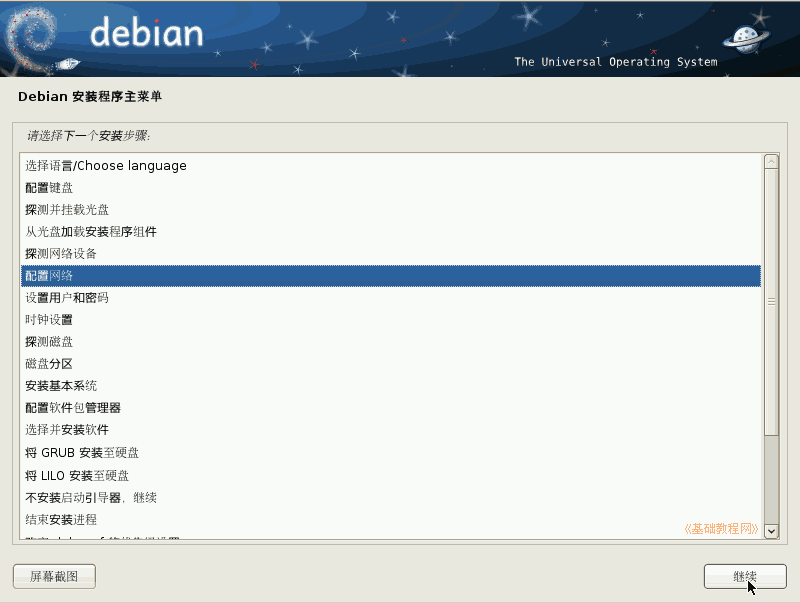 debian
The Universal Operating System
Debian 安装程序主菜单
请选择下一个安装步骤:
选择语言/Choose language
配置键盘
探测并挂载光盘
从光盘加载安装程序组件
探测网络设备
配置网络
设置用户和密码
时钟设置
探测磁盘
磁盘分区
安装基本系统
配置软件包管理器
选择并安装软件
将 GRUB 安装至硬盘
将 LILO 安装至硬盘
不安装启动引导器，继续
结束安装进程
《基础教程网》
屏幕截图
继续